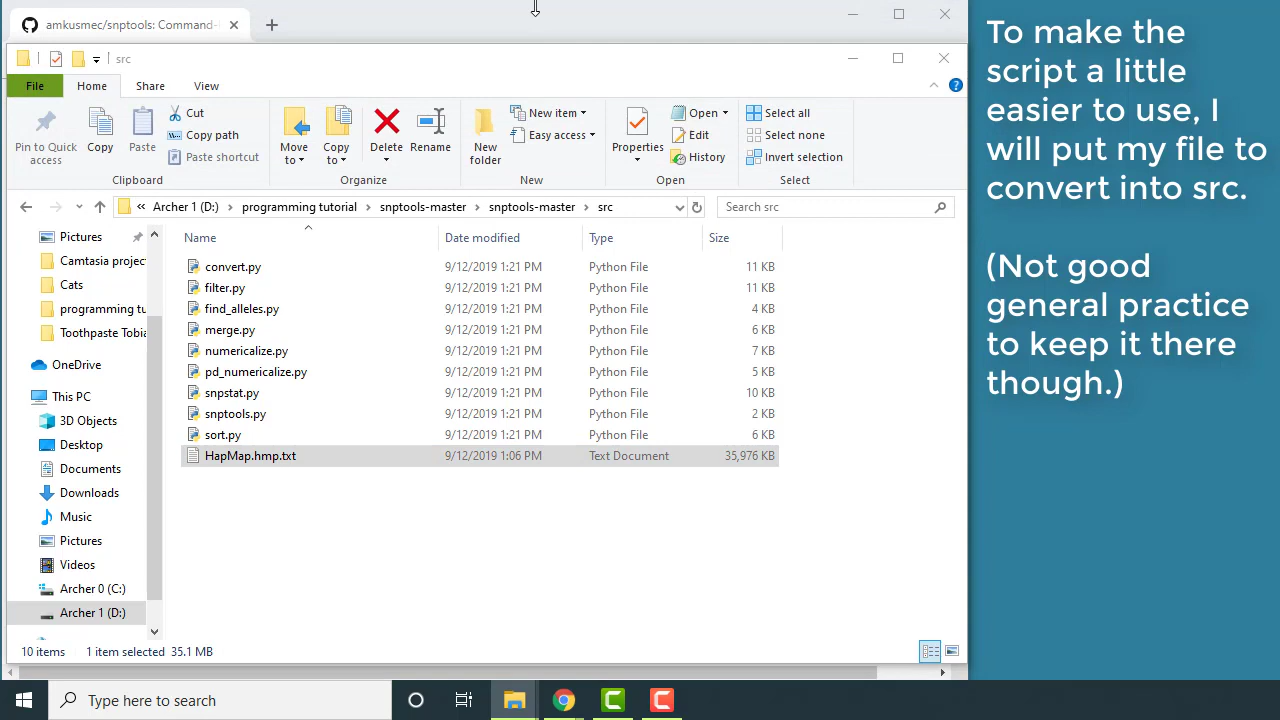 amkusmec/snptools: Command-
src
File
Home
Share
View
Pin to Quick access
Copy
Paste
Cut
Copy path
Paste shortcut
Clipboard
Move to
Copy to
Delete
Rename
Organize
New folder
New item
Easy access
New
Properties
Open
Edit
History
Open
Select all
Select none
Invert selection
Select
« Archer 1 (D:) › programming tutorial › snptools-master › snptools-master › src
Search src
Pictures
Camtasia projec
Cats
programming tu
Toothpaste Tobia
OneDrive
This PC
3D Objects
Desktop
Documents
Downloads
Music
Pictures
Videos
Archer 0 (C:)
Archer 1 (D:)
Name Date modified Type Size
convert.py 9/12/2019 1:21 PM Python File 11 KB
filter.py 9/12/2019 1:21 PM Python File 11 KB
find_alleles.py 9/12/2019 1:21 PM Python File 4 KB
merge.py 9/12/2019 1:21 PM Python File 6 KB
numericalize.py 9/12/2019 1:21 PM Python File 7 KB
pd_numericalize.py 9/12/2019 1:21 PM Python File 5 KB
snpstat.py 9/12/2019 1:21 PM Python File 10 KB
snptools.py 9/12/2019 1:21 PM Python File 2 KB
sort.py 9/12/2019 1:21 PM Python File 6 KB
HapMap.hmp.txt 9/12/2019 1:06 PM Text Document 35,976 KB
10 items 1 item selected 35.1 MB
Type here to search
To make the
script a little
easier to use, I
will put my file to
convert into src.
(Not good
general practice
to keep it there
though.)